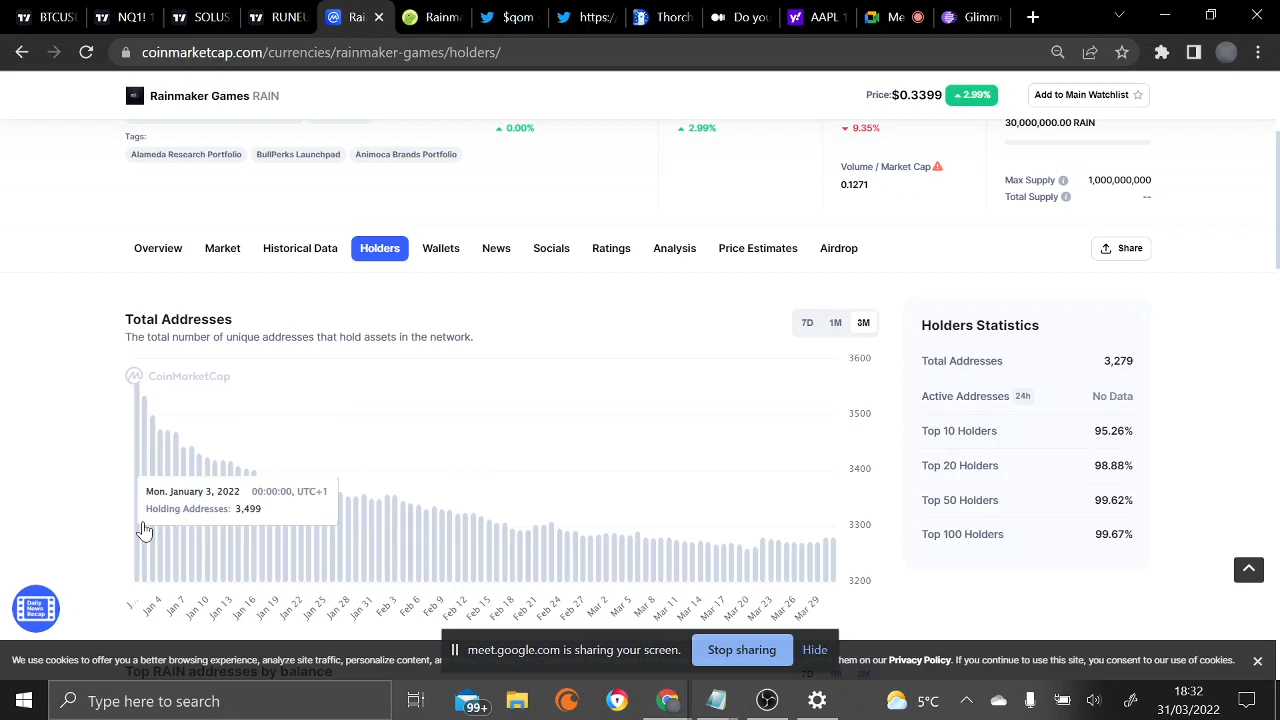 BTCUSI
NTCH1
SOLUS
RUNEU
Rai
Rainma
$qom
https:/
Thorch
Do you
AAPL 1
Me
Glimm
coinmarketcap.com/currencies/rainmaker-games/holders/
Rainmaker Games RAIN
Price: $0.3399 2.99%
Add to Main Watchlist
Tags:
0.00%
2.99%
9.35%
30,000,000.00 RAIN
Alameda Research Portfolio
BullPerks Launchpad
Animoca Brands Portfolio
Volume / Market Cap
0.1271
Max Supply 1,000,000,000
Total Supply --
Overview
Market
Historical Data
Holders
Wallets
News
Socials
Ratings
Analysis
Price Estimates
Airdrop
Share
Total Addresses
The total number of unique addresses that hold assets in the network.
7D 1M 3M
CoinMarketCap
3600
3500
3400
3300
3200
Mon. January 3, 2022 00:00:00, UTC+1
Holding Addresses: 3,499
J... Jan 4 Jan 7 Jan 10 Jan 13 Jan 16 Jan 19 Jan 22 Jan 25 Jan 28 Jan 31 Feb 3 Feb 6 Feb 9 Feb 12 Feb 15 Feb 18 Feb 21 Feb 24 Feb 27 Mar 2 Mar 5 Mar 8 Mar 11 Mar 14 Mar 17 Mar 20 Mar 23 Mar 26 Mar 29
Holders Statistics
Total Addresses 3,279
Active Addresses 24h No Data
Top 10 Holders 95.26%
Top 20 Holders 98.88%
Top 50 Holders 99.62%
Top 100 Holders 99.67%
Daily
News
Recap
meet.google.com is sharing your screen.
Stop sharing
Hide
We use cookies to offer you a better browsing experience, analyze site traffic, personalize content,
them on our Privacy Policy. If you continue to use this site, you consent to our use of cookies.
Top RAIN addresses by balance
7D 1M 3M
Type here to search
99+
5°C
18:32
31/03/2022